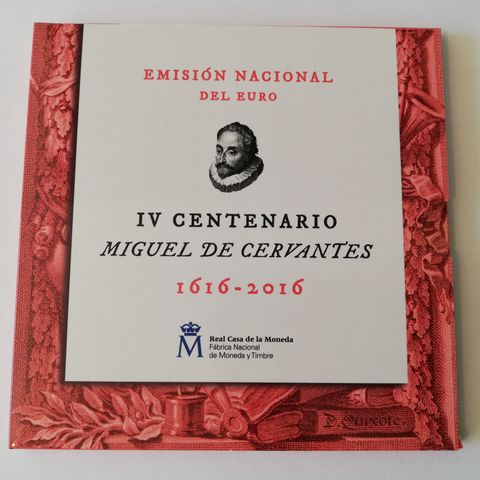 EMISIÓN NACIONAL
DEL EURO
IV CENTENARIO
MIGUEL DE CERVANTES
1616-2016
M
Real Casa de la Moneda
Fábrica Nacional
de Moneda y Timbre
D. Quixote.